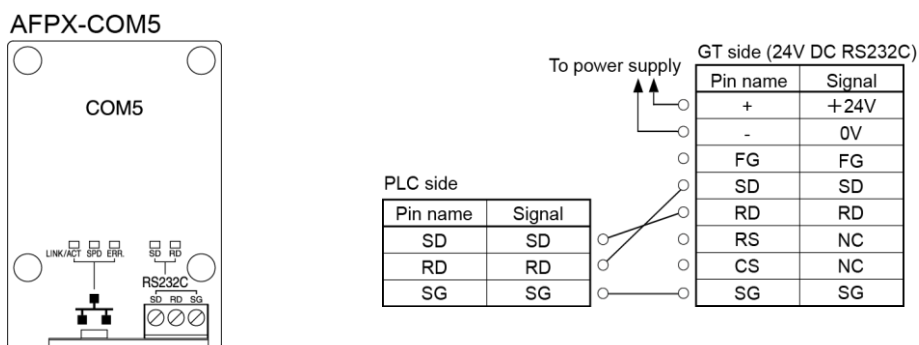 AFPX-COM5
COM5
LINK/ACT SPD ERR. SD RD
RS232C
SD RD SG
To power supply
GT side (24V DC RS232C)
Pin name Signal
+ +24V
- 0V
FG FG
SD SD
RD RD
RS NC
CS NC
SG SG
PLC side
Pin name Signal
SD SD
RD RD
SG SG